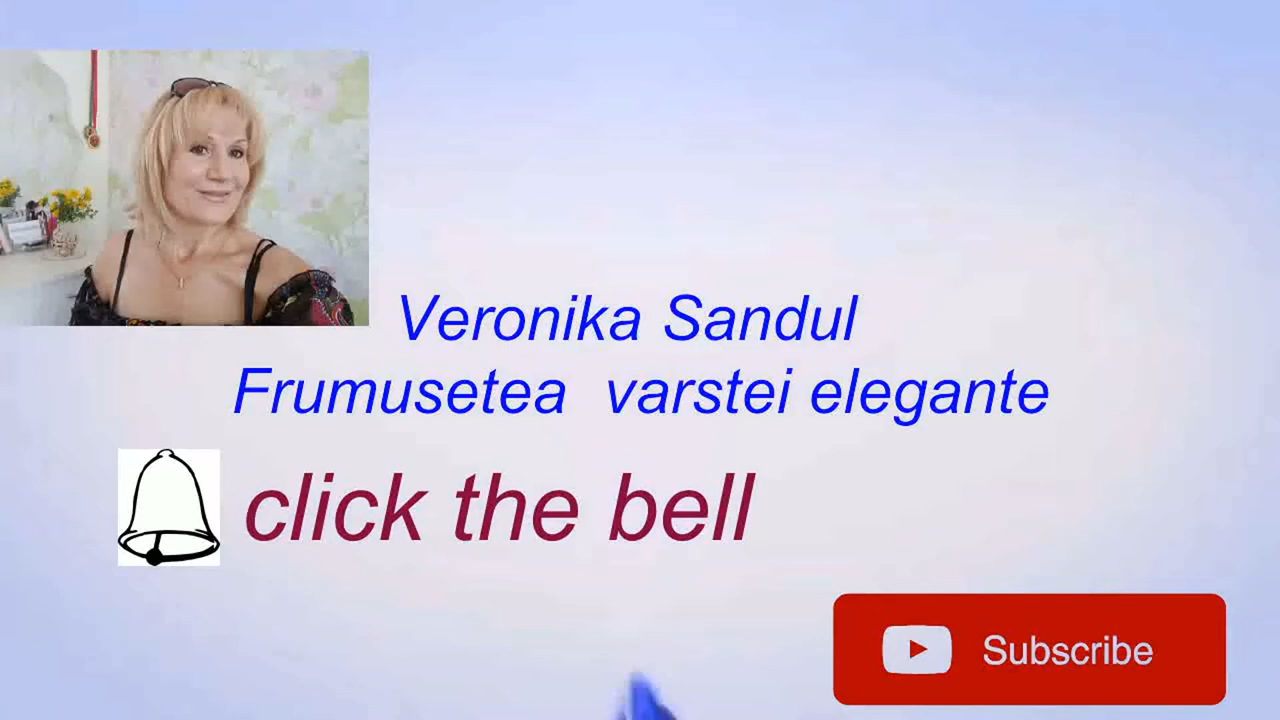 Veronika Sandul
Frumusetea varstei elegante
click the bell
Subscribe